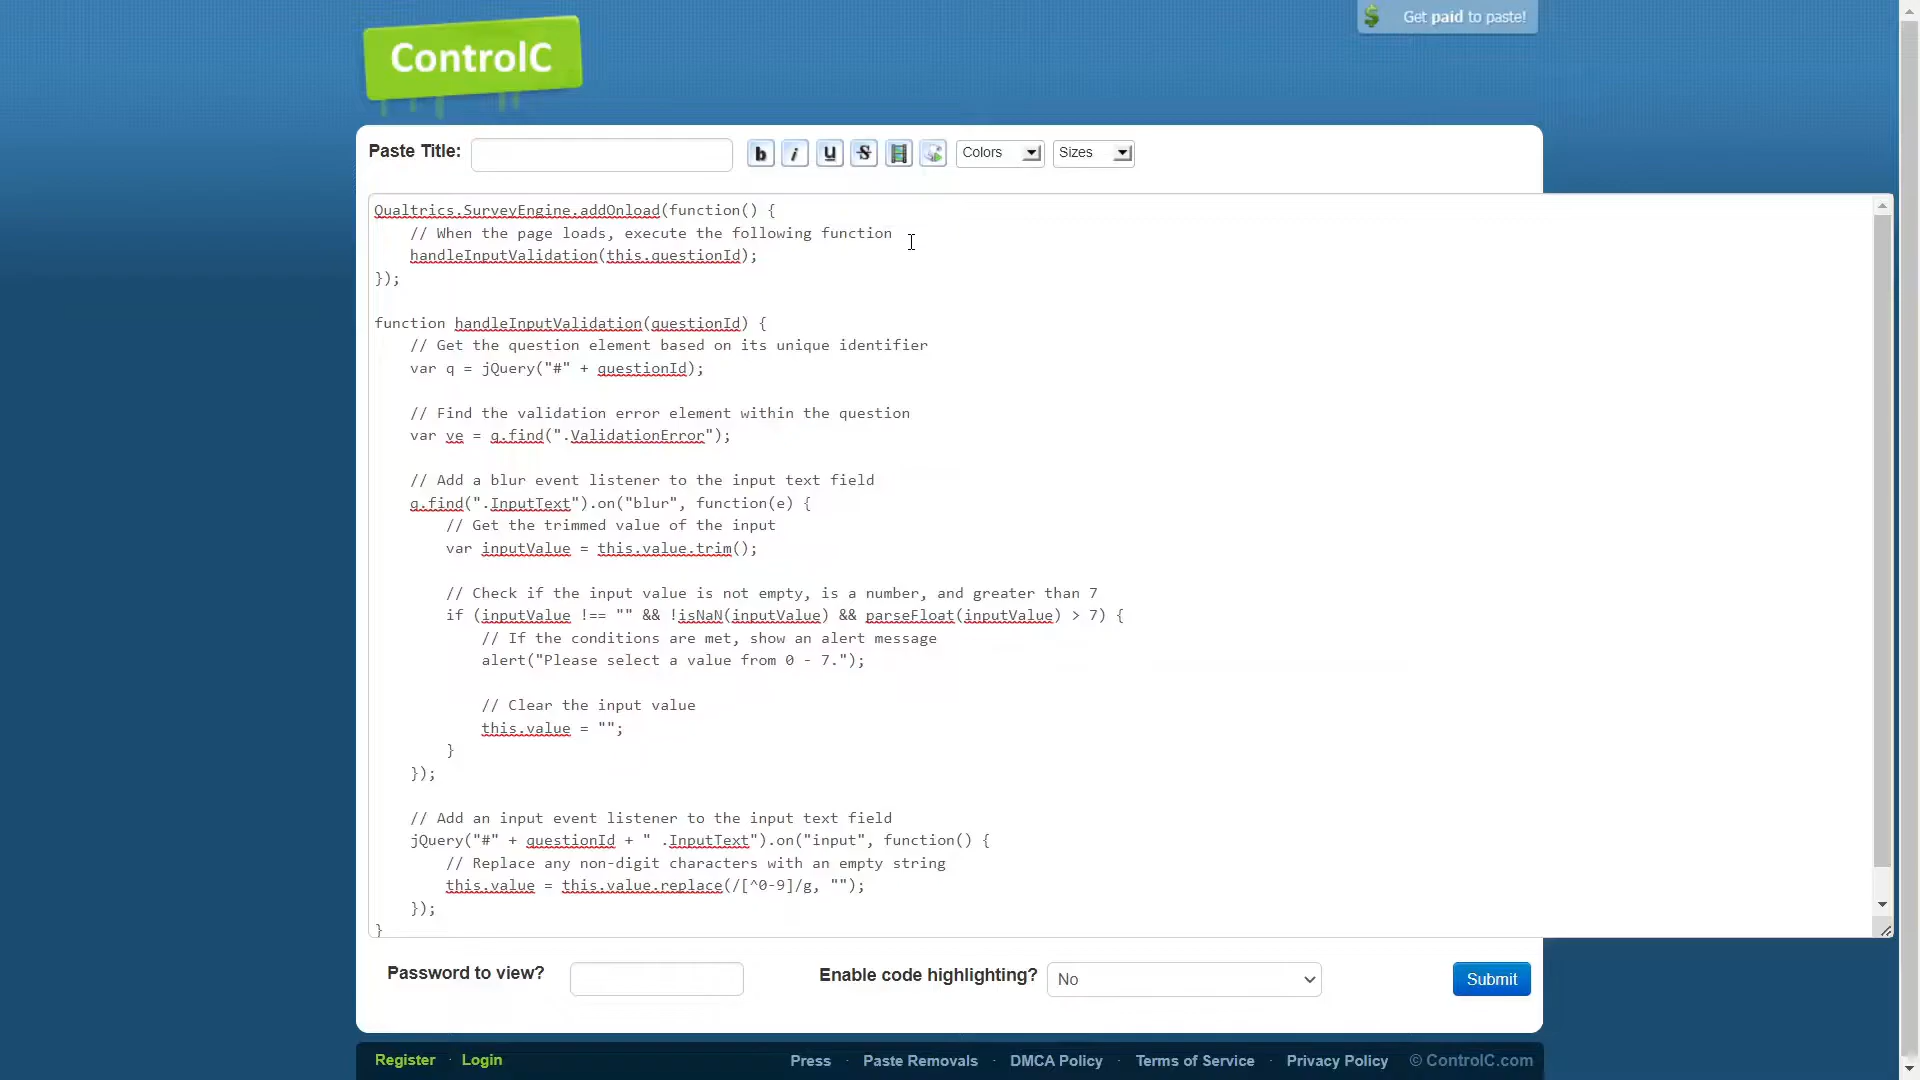 Get paid to paste!
ControlC
Paste Title:
b i U S Colors Sizes
Qualtrics.SurveyEngine.addOnload(function() {
    // When the page loads, execute the following function
    handleInputValidation(this.questionId);
});

function handleInputValidation(questionId) {
    // Get the question element based on its unique identifier
    var q = jQuery("#" + questionId);

    // Find the validation error element within the question
    var ve = q.find(".ValidationError");

    // Add a blur event listener to the input text field
    q.find(".InputText").on("blur", function(e) {
        // Get the trimmed value of the input
        var inputValue = this.value.trim();

        // Check if the input value is not empty, is a number, and greater than 7
        if (inputValue !== "" && !isNaN(inputValue) && parseFloat(inputValue) > 7) {
            // If the conditions are met, show an alert message
            alert("Please select a value from 0 - 7.");

            // Clear the input value
            this.value = "";
        }
    });

    // Add an input event listener to the input text field
    jQuery("#" + questionId + " .InputText").on("input", function() {
        // Replace any non-digit characters with an empty string
        this.value = this.value.replace(/[^0-9]/g, "");
    });
}
Password to view? Enable code highlighting? No Submit
Register · Login Press · Paste Removals · DMCA Policy · Terms of Service · Privacy Policy © ControlC.com